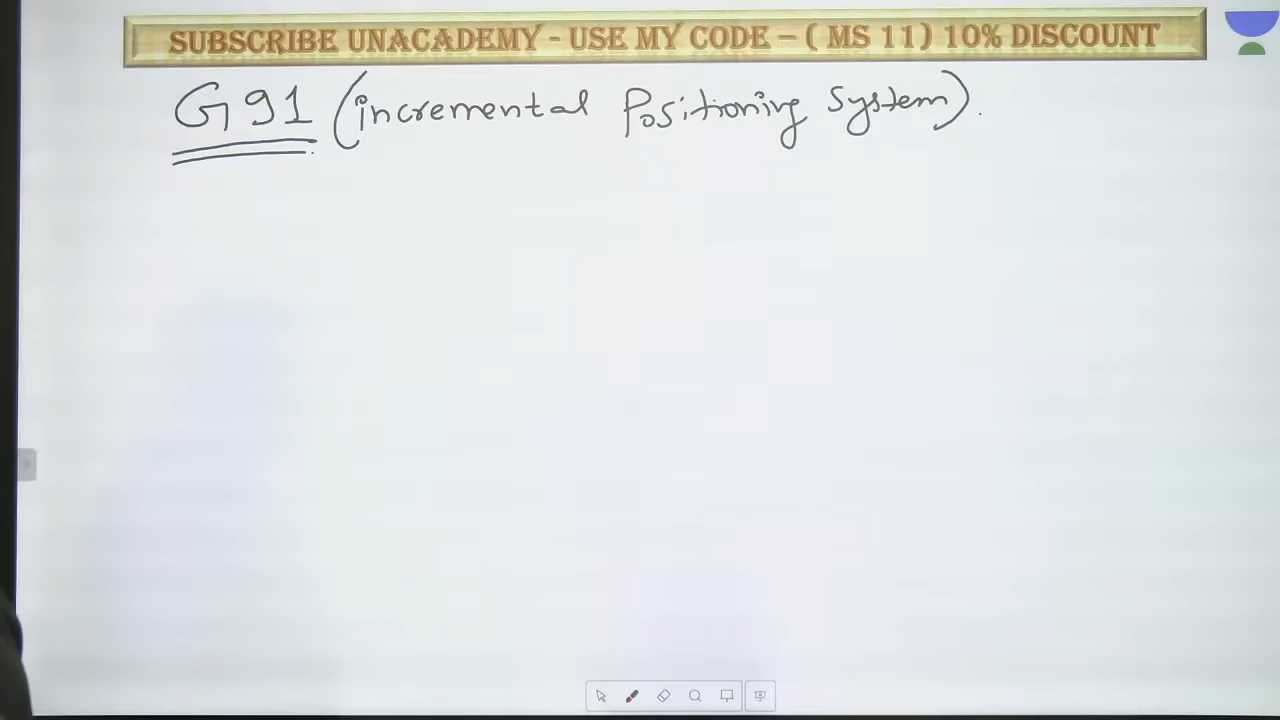 SUBSCRIBE UNACADEMY - USE MY CODE – ( MS 11) 10% DISCOUNT
G91 (incremental Positioning System).